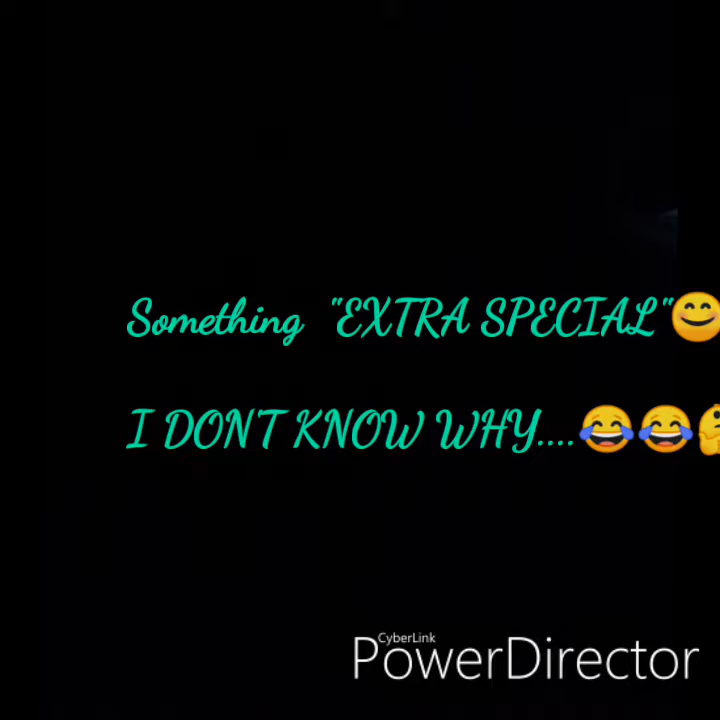 Something "EXTRA SPECIAL"😊
I DONT KNOW WHY....😂😂🤔
CyberLink
PowerDirector